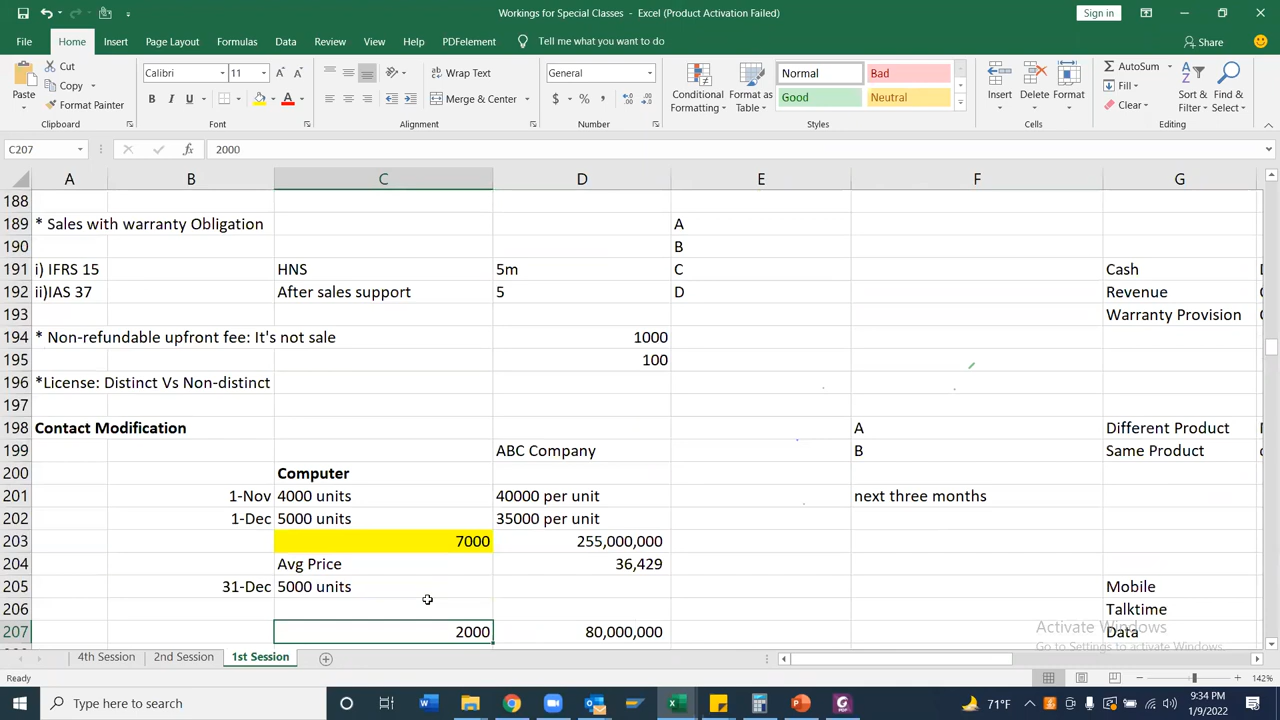 Workings for Special Classes - Excel (Product Activation Failed)
Sign in
File Home Insert Page Layout Formulas Data Review View Help PDFelement Tell me what you want to do Share
Paste
Cut
Copy
Format Painter
Clipboard
Calibri 11
B I U
Font
Wrap Text
Merge & Center
Alignment
General
$ % ,
Number
Conditional Formatting
Format as Table
Normal Bad
Good Neutral
Styles
Insert Delete Format
Cells
AutoSum
Fill
Clear
Sort & Filter
Find & Select
Editing
C207 fx 2000
A B C D E F G
188
189 * Sales with warranty Obligation A
190 B
191 i) IFRS 15 HNS 5m C Cash
192 ii)IAS 37 After sales support 5 D Revenue
193 Warranty Provision
194 * Non-refundable upfront fee: It's not sale 1000
195 100
196 *License: Distinct Vs Non-distinct
197
198 Contact Modification A Different Product
199 ABC Company B Same Product
200 Computer
201 1-Nov 4000 units 40000 per unit next three months
202 1-Dec 5000 units 35000 per unit
203 7000 255,000,000
204 Avg Price 36,429
205 31-Dec 5000 units Mobile
206 Talktime
207 2000 80,000,000 Data
Activate Windows
Go to Settings to activate Windows.
4th Session 2nd Session 1st Session
Ready
142%
Type here to search
71°F
9:34 PM
1/9/2022